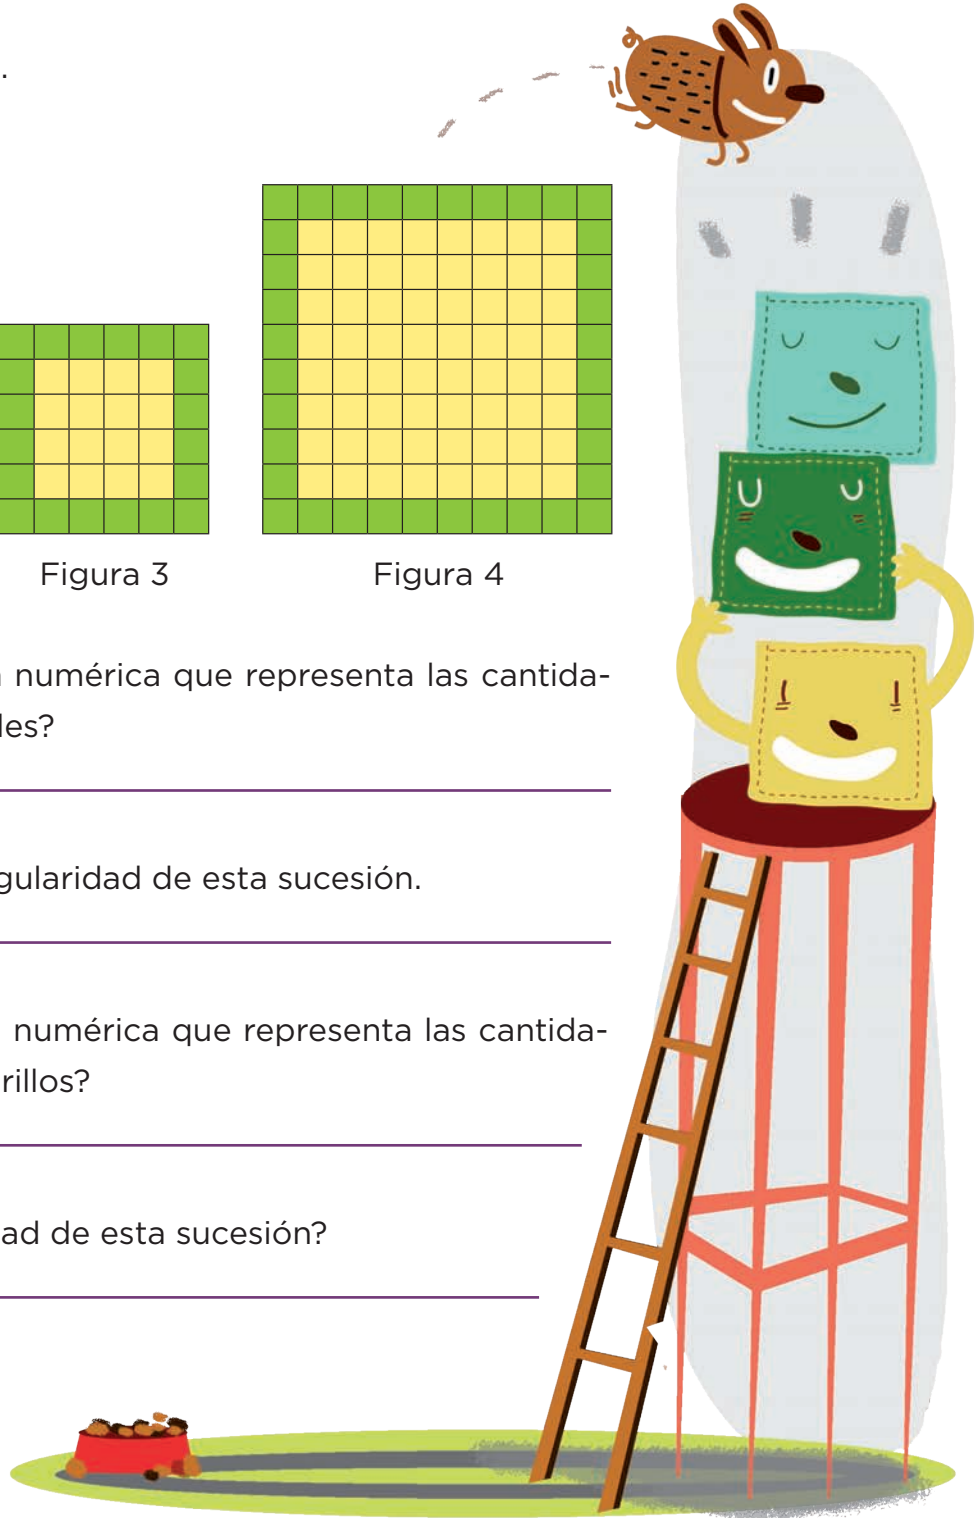 .
Figura 3
Figura 4
numérica que representa las cantida-
des?
gularidad de esta sucesión.
numérica que representa las cantida-
rillos?
ad de esta sucesión?